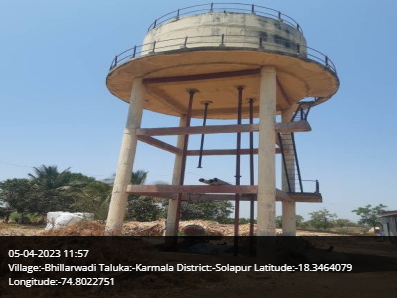 05-04-2023 11:57
Village:-Bhillarwadi Taluka:-Karmala District:-Solapur Latitude:-18.3464079
Longitude:-74.8022751